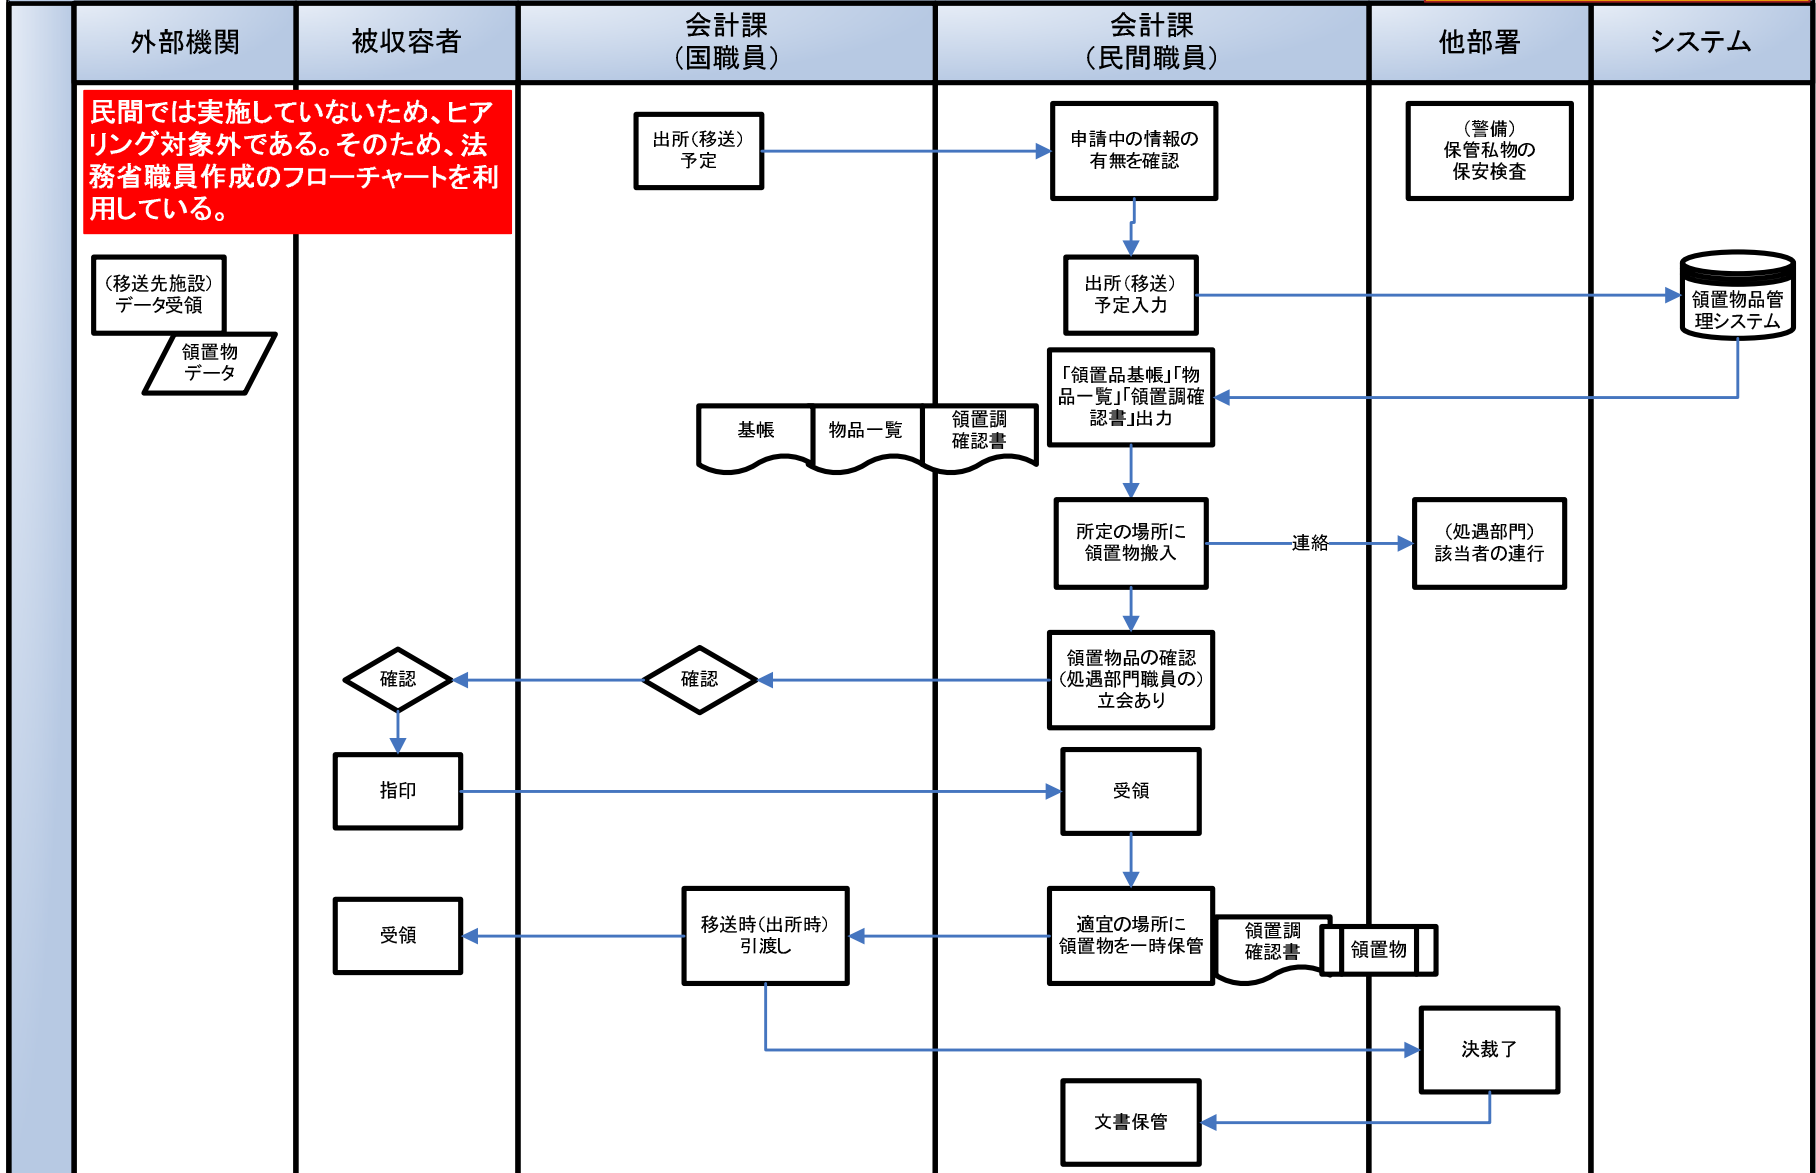 外部機関
被収容者
会計課
（国職員）
会計課
（民間職員）
他部署
システム
民間では実施していないため、ヒア
リング対象外である。そのため、法
務省職員作成のフローチャートを利
用している。
出所（移送）
予定
申請中の情報の
有無を確認
（警備）
保管私物の
保安検査
（移送先施設）
データ受領
領置物
データ
出所（移送）
予定入力
領置物品管
理システム
「領置品基帳」「物
品一覧」「領置調確
認書」出力
基帳
物品一覧
領置調
確認書
所定の場所に
領置物搬入
連絡
（処遇部門）
該当者の連行
確認
確認
領置物品の確認
（処遇部門職員の）
立会あり
指印
受領
受領
移送時（出所時）
引渡し
適宜の場所に
領置物を一時保管
領置調
確認書
領置物
決裁了
文書保管